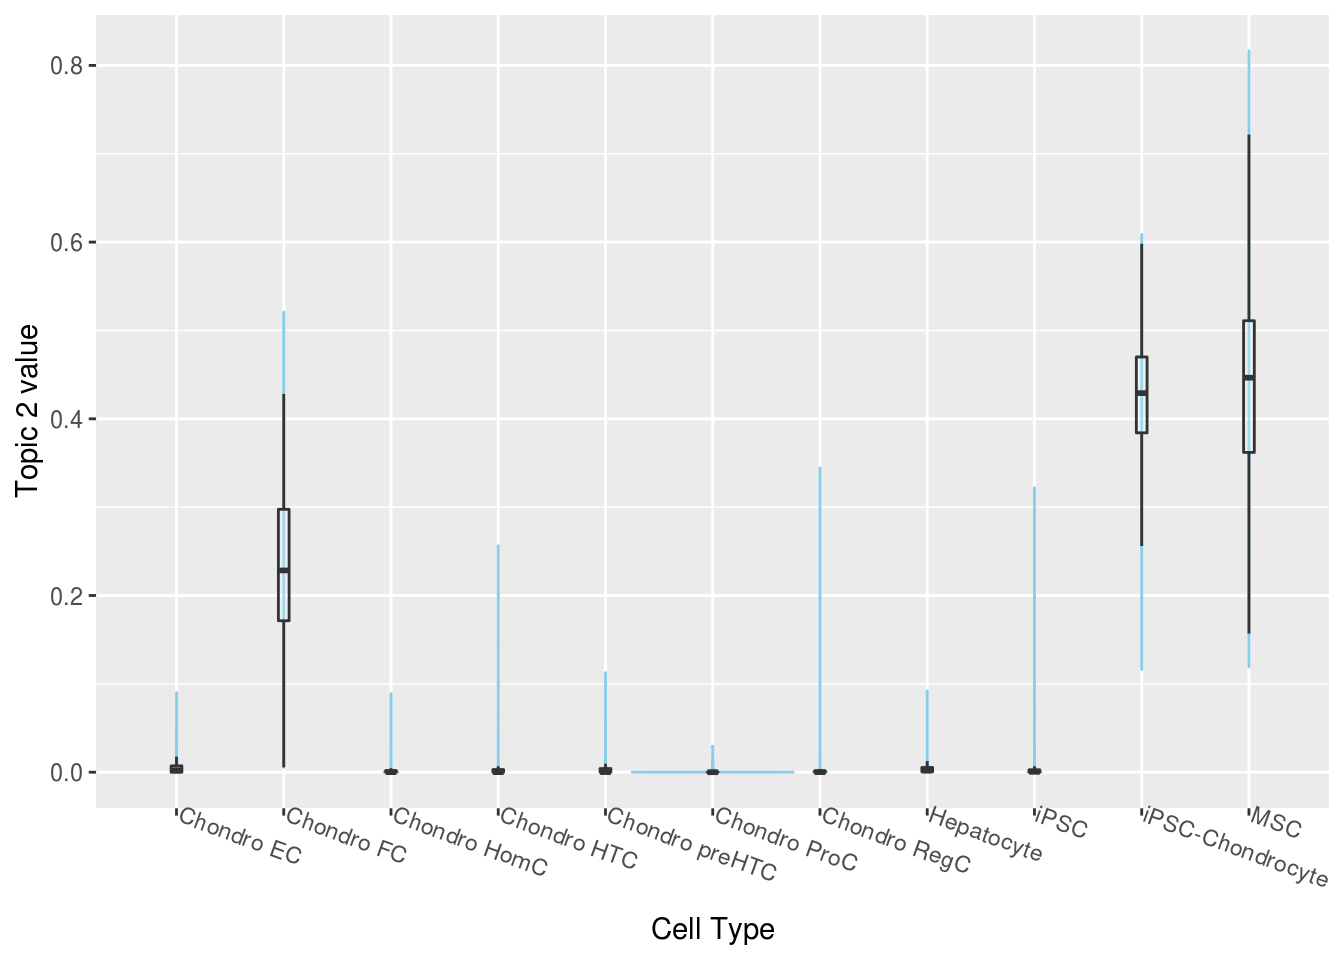 0.8
0.6
0.4
0.2
0.0
Topic 2 value
Chondro EC
Chondro FC
Chondro HomC
Chondro HTC
Chondro preHTC
Chondro ProC
Chondro RegC
Hepatocyte
iPSC
iPSC-Chondrocyte
MSC
Cell Type